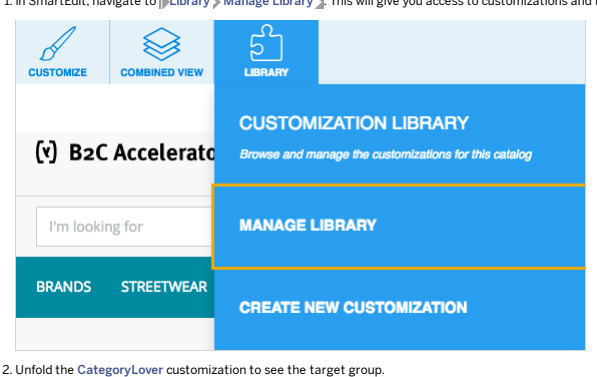 1. In SmartEdit, navigate to Library Manage Library . This will give you access to customizations and
CUSTOMIZE COMBINED VIEW LIBRARY
CUSTOMIZATION LIBRARY
(Y) B2C Accelerato
Browse and manage the customizations for this catalog
I'm looking for
MANAGE LIBRARY
BRANDS STREETWEAR
CREATE NEW CUSTOMIZATION
2. Unfold the CategoryLover customization to see the target group.